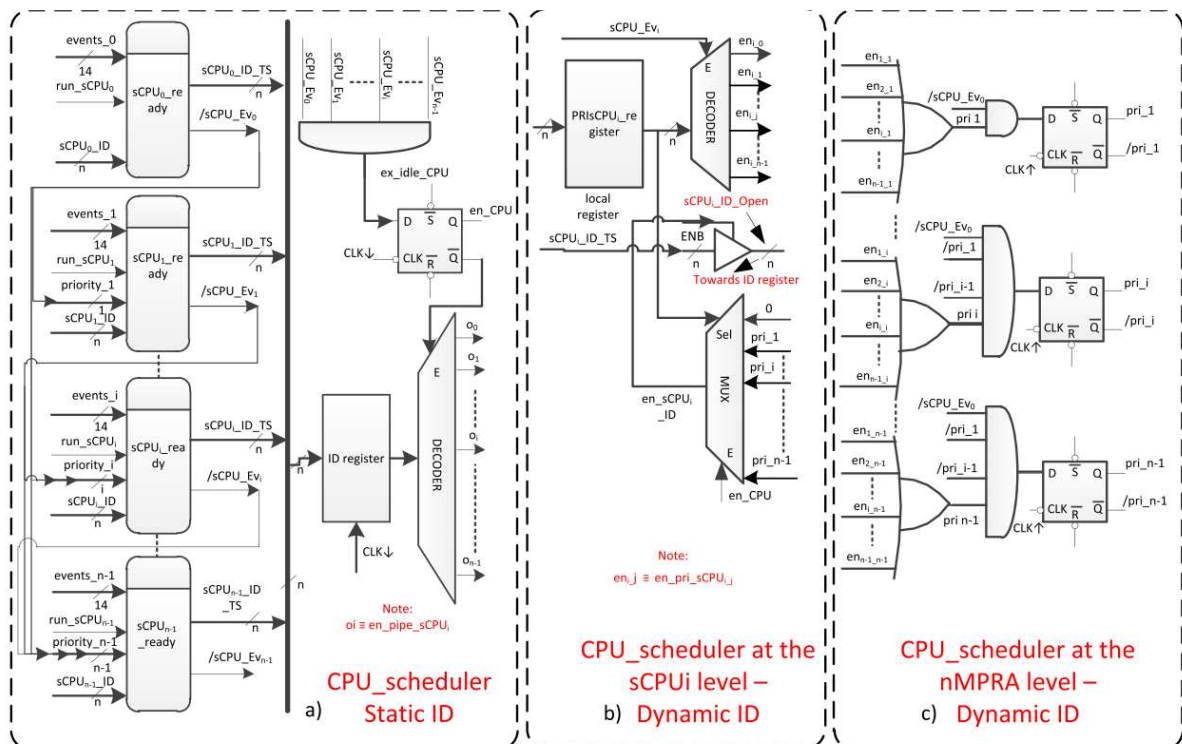 events_0
14
run_sCPU0
sCPU0_ID
n
sCPU0_re
ady
sCPU0_ID_TS
n
/sCPU_Ev0
events_1
14
run_sCPU1
priority_1
1
sCPU1_ID
n
sCPU1_re
ady
sCPU1_ID_TS
n
/sCPU_Ev1
events_i
14
run_sCPUi
priority_i
i
sCPUi_ID
n
sCPUi_rea
dy
sCPUi_ID_TS
n
/sCPU_Evi
events_n-1
14
run_sCPUn-1
priority_n-1
n-1
sCPUn-1_ID
n
sCPUn-1
_ready
sCPUn-1_ID
_TS
n
/sCPU_Evn-1
n
sCPU_Ev0
sCPU_Ev1
sCPU_Evi
sCPU_Evn-1
ex_idle_CPU
D S Q
CLK R Q
en_CPU
CLK↓
n
ID register
CLK↓
E
DECODER
o0
o1
oi
on-1
Note:
oi ≡ en_pipe_sCPUi
a)
CPU_scheduler
Static ID
sCPU_Evi
n
PRIsCPUi_re
gister
local
register
n
E
DECODER
eni_0
eni_1
eni_j
eni_n-1
sCPUi_ID_Open
sCPUi_ID_TS
ENB
n
n
Towards ID register
Sel
MUX
E
0
pri_1
pri_i
pri_n-1
en_sCPUi
_ID
en_CPU
Note:
eni_j ≡ en_pri_sCPUi_j
CPU_scheduler at the
sCPUi level –
b) Dynamic ID
en1_1
en2_1
eni_1
enn-1_1
/sCPU_Ev0
pri 1
D S Q
CLK R Q
CLK↑
pri_1
/pri_1
en1_i
en2_i
eni_i
enn-1_i
/sCPU_Ev0
/pri_1
/pri_i-1
pri i
D S Q
CLK R Q
CLK↑
pri_i
/pri_i
en1_n-1
en2_n-1
eni_n-1
enn-1_n-1
/sCPU_Ev0
/pri_1
/pri_i-1
pri n-1
D S Q
CLK R Q
CLK↑
pri_n-1
/pri_n-1
CPU_scheduler at the
nMPRA level –
c) Dynamic ID